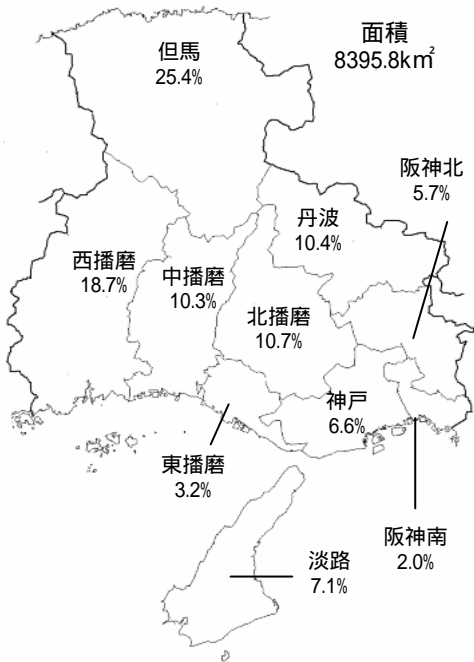 但馬
25.4%
面積
8395.8km²
阪神北
5.7%
丹波
10.4%
西播磨
18.7%
中播磨
10.3%
北播磨
10.7%
神戸
6.6%
東播磨
3.2%
阪神南
2.0%
淡路
7.1%